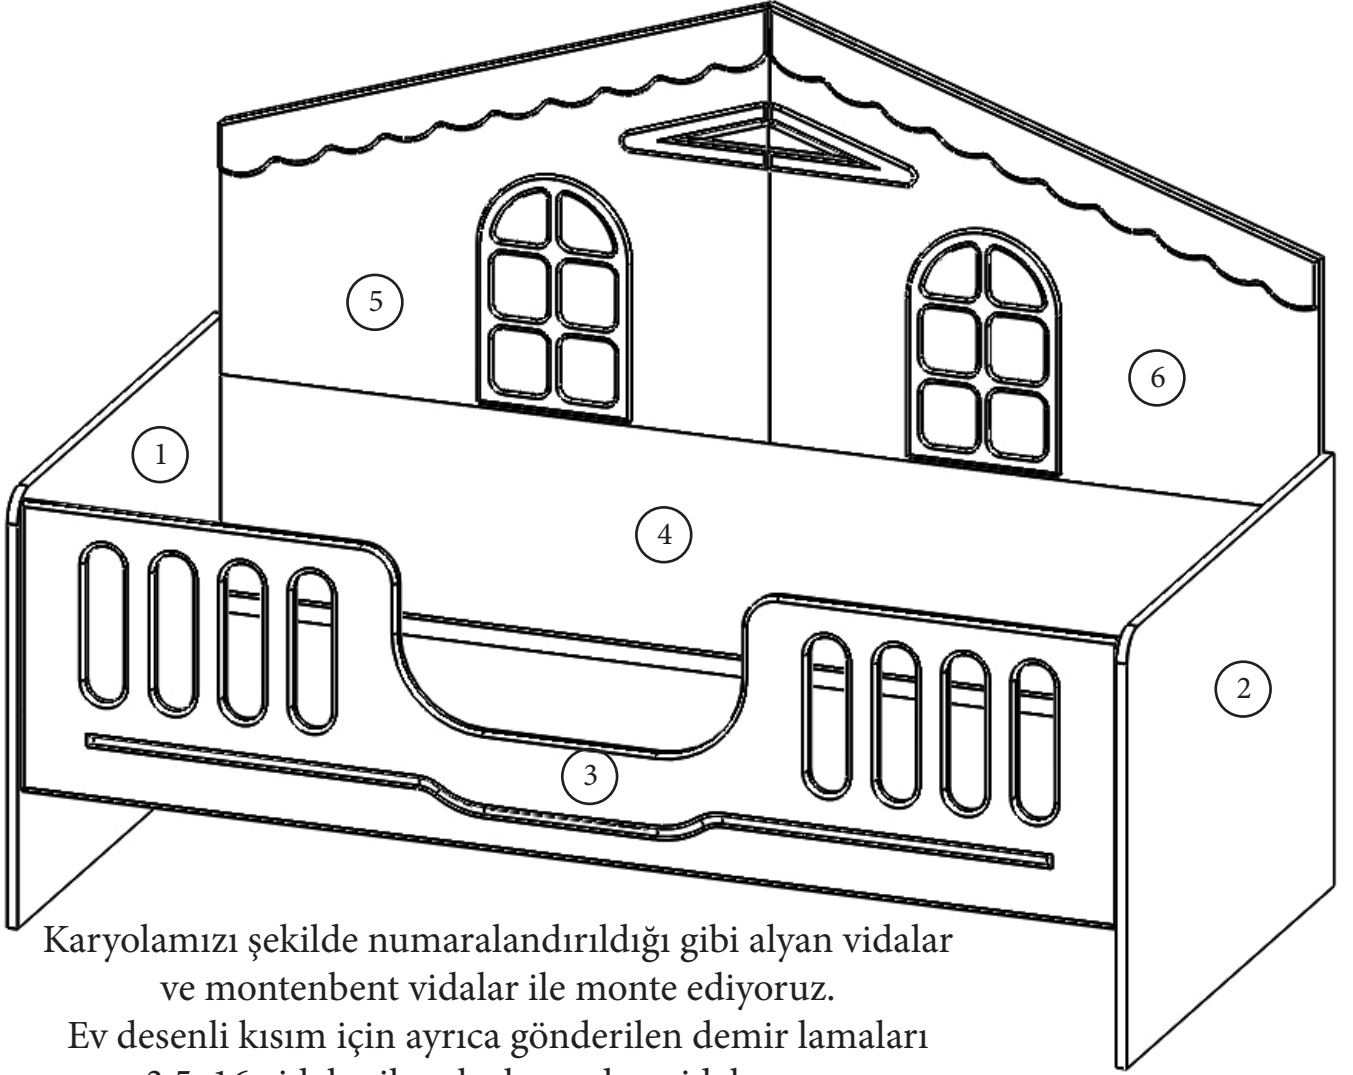 5
6
1
4
2
3
Karyolamızı şekilde numaralandırıldığı gibi alyan vidalar
ve montenbent vidalar ile monte ediyoruz.
Ev desenli kısım için ayrıca gönderilen demir lamaları